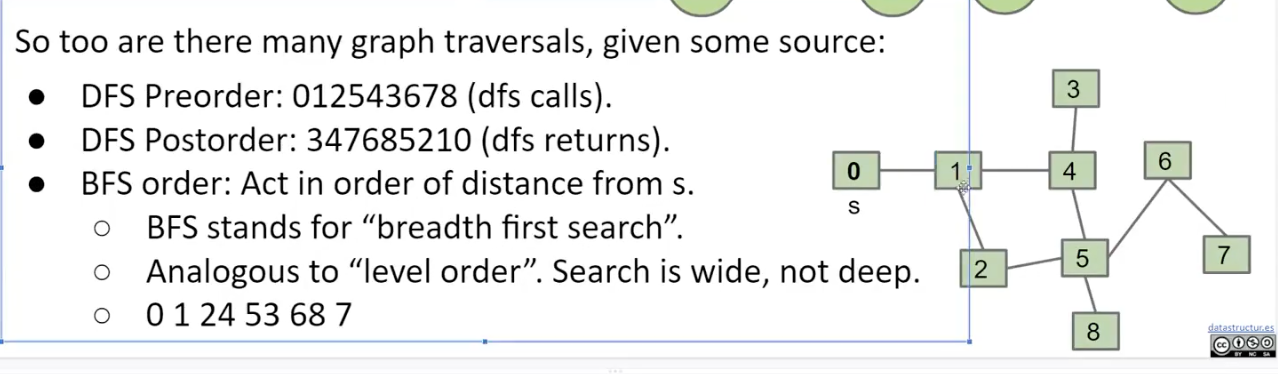 So too are there many graph traversals, given some source:
● DFS Preorder: 012543678 (dfs calls).
● DFS Postorder: 347685210 (dfs returns).
● BFS order: Act in order of distance from s.
○ BFS stands for “breadth first search”.
○ Analogous to “level order”. Search is wide, not deep.
○ 0 1 24 53 68 7
3
0
1
4
6
s
2
5
7
8
datastructur.es
cc
BY NC SA